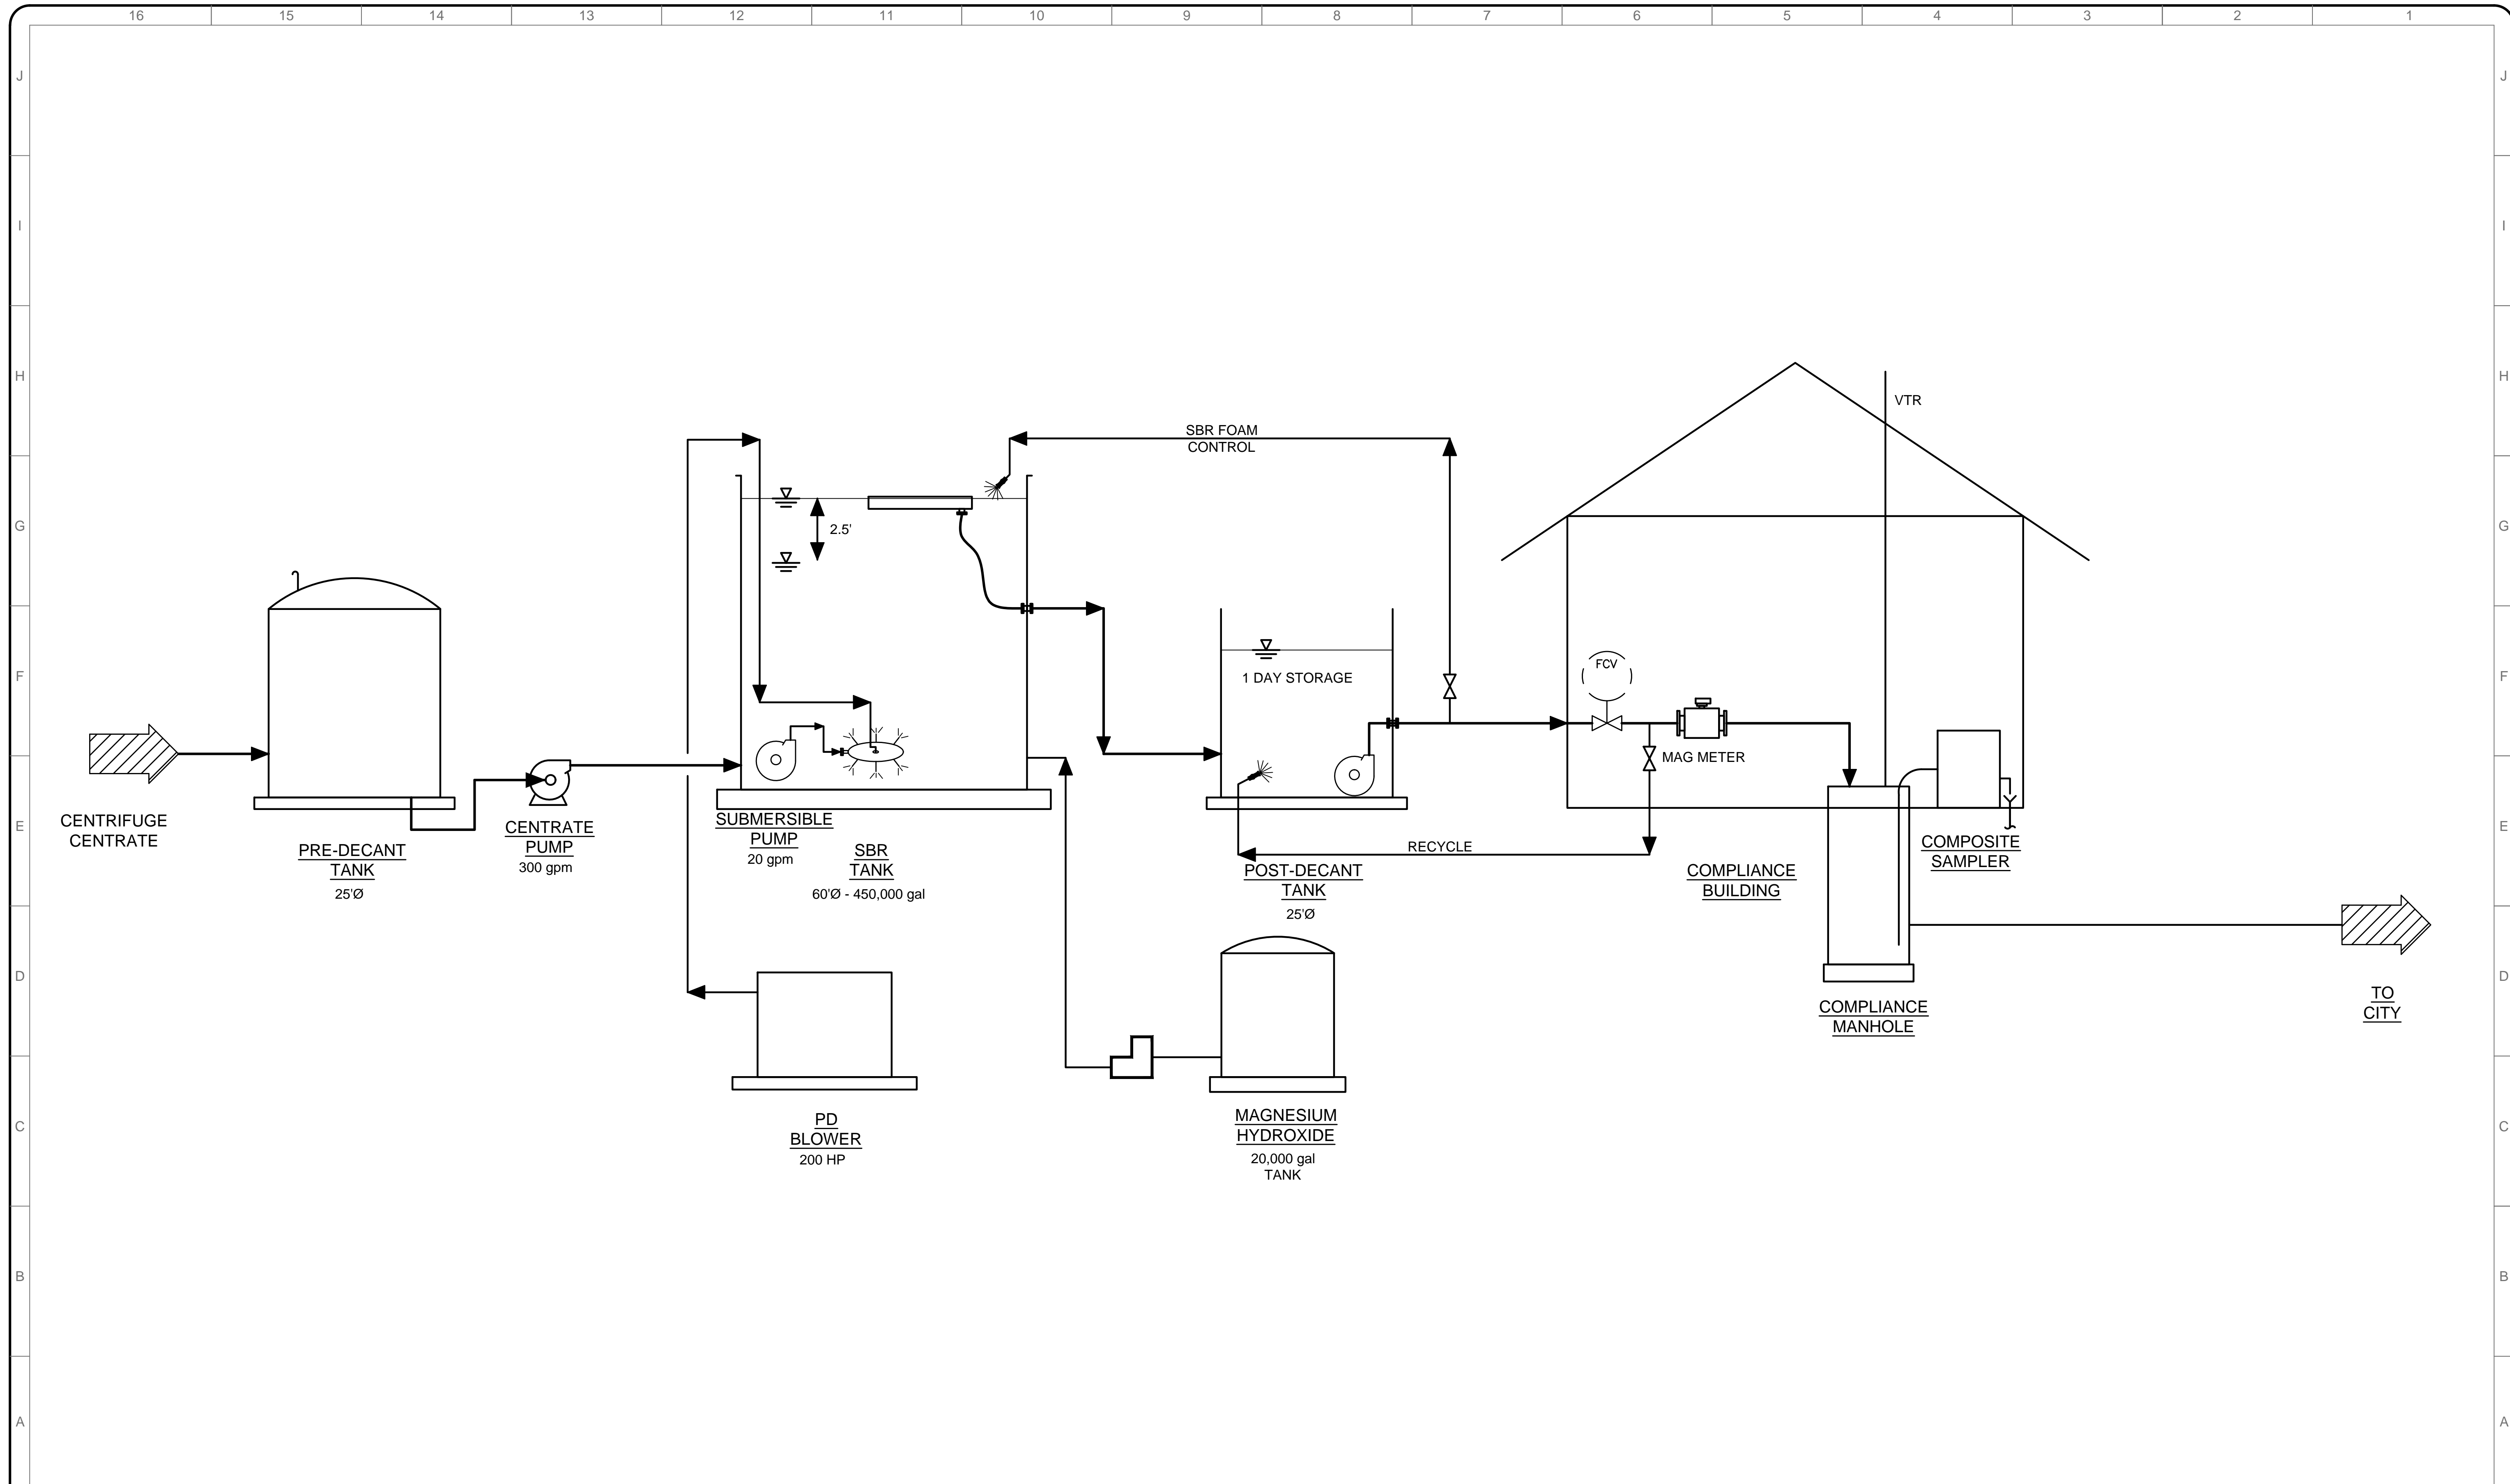 16 15 14 13 12 11 10 9 8 7 6 5 4 3 2 1
J
J
I
I
H
H
G
G
F
F
E
E
D
D
C
C
B
B
A
A
CENTRIFUGE
CENTRATE
PRE-DECANT
TANK
25'Ø
CENTRATE
PUMP
300 gpm
SUBMERSIBLE
PUMP
20 gpm
SBR
TANK
60'Ø - 450,000 gal
2.5'
SBR FOAM
CONTROL
PD
BLOWER
200 HP
1 DAY STORAGE
RECYCLE
POST-DECANT
TANK
25'Ø
MAGNESIUM
HYDROXIDE
20,000 gal
TANK
VTR
FCV
MAG METER
COMPLIANCE
BUILDING
COMPOSITE
SAMPLER
COMPLIANCE
MANHOLE
TO
CITY